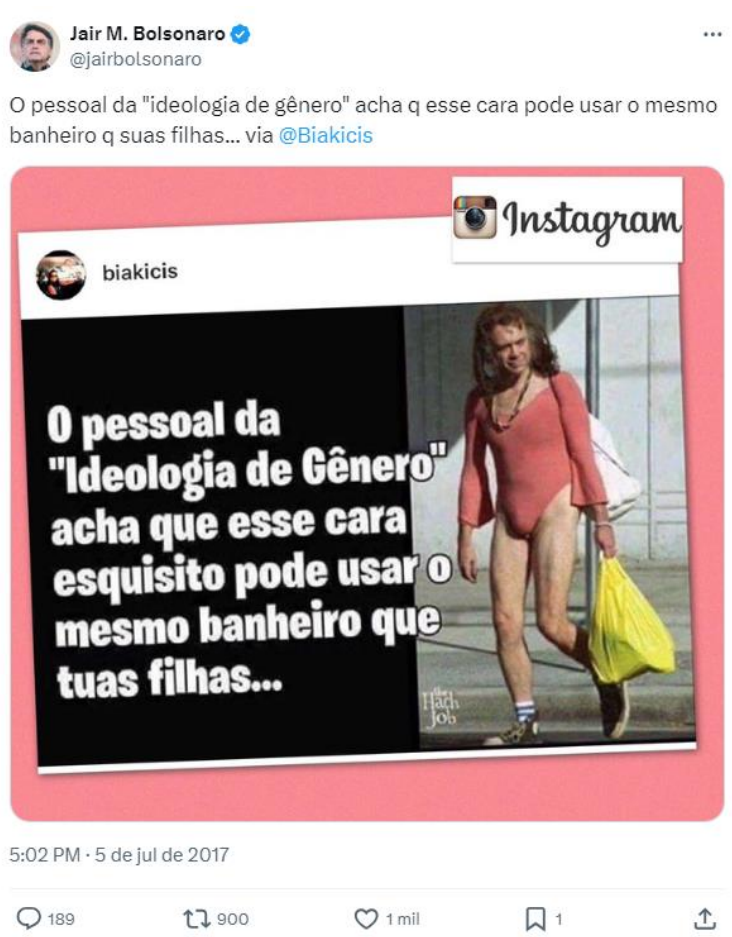 Jair M. Bolsonaro
@jairbolsonaro
O pessoal da "ideologia de gênero" acha q esse cara pode usar o mesmo
banheiro q suas filhas... via @Biakicis
Instagram
biakicis
O pessoal da
"Ideologia de Gênero"
acha que esse cara
esquisito pode usar o
mesmo banheiro que
tuas filhas...
The
Hach
Job
5:02 PM · 5 de jul de 2017
189
900
1 mil
1